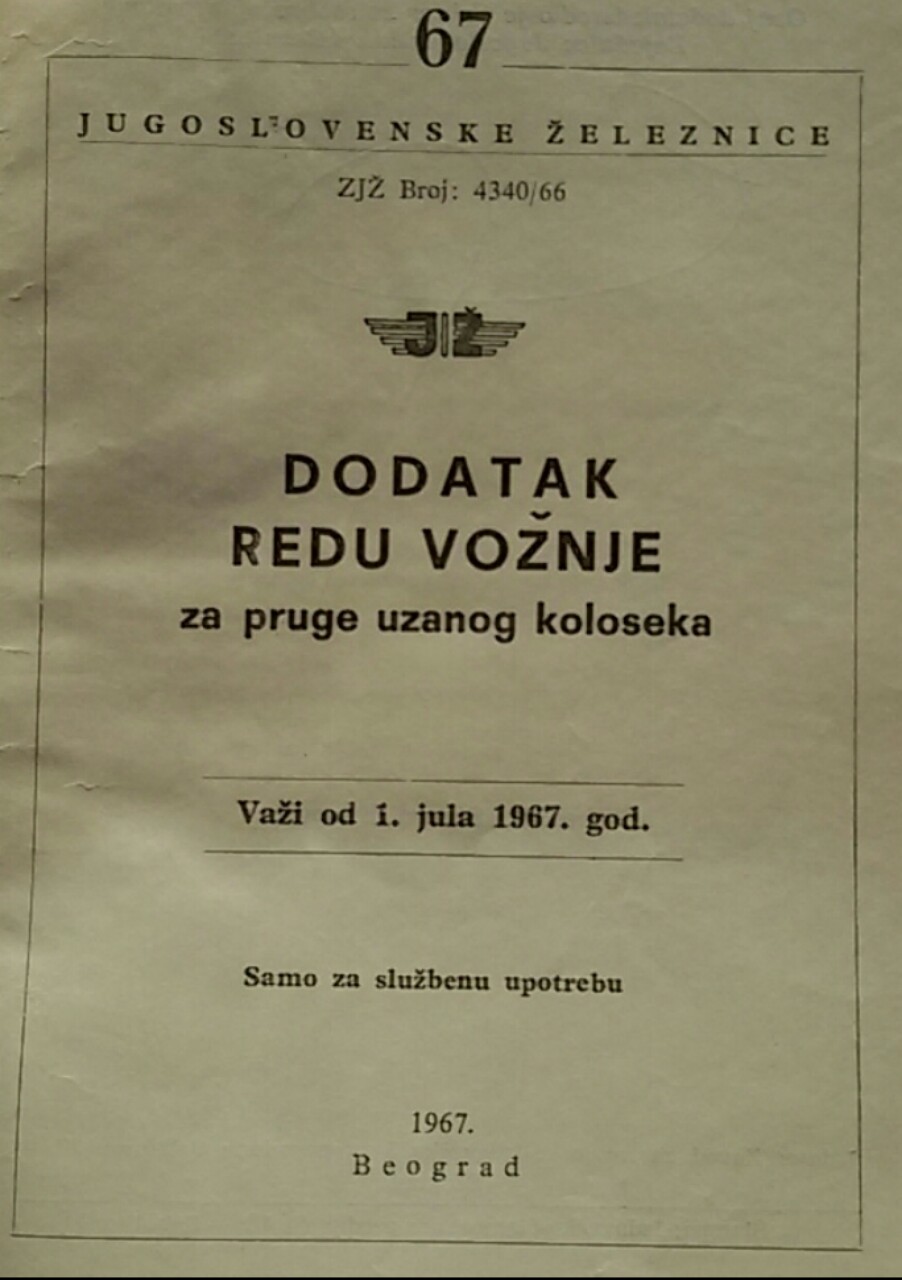 67
JUGOSLOVENSKE ŽELEZNICE
ZJŽ Broj: 4340/66
JŽ
DODATAK
REDU VOŽNJE
za pruge uzanog koloseka
Važi od 1. jula 1967. god.
Samo za službenu upotrebu
1967.
Beograd